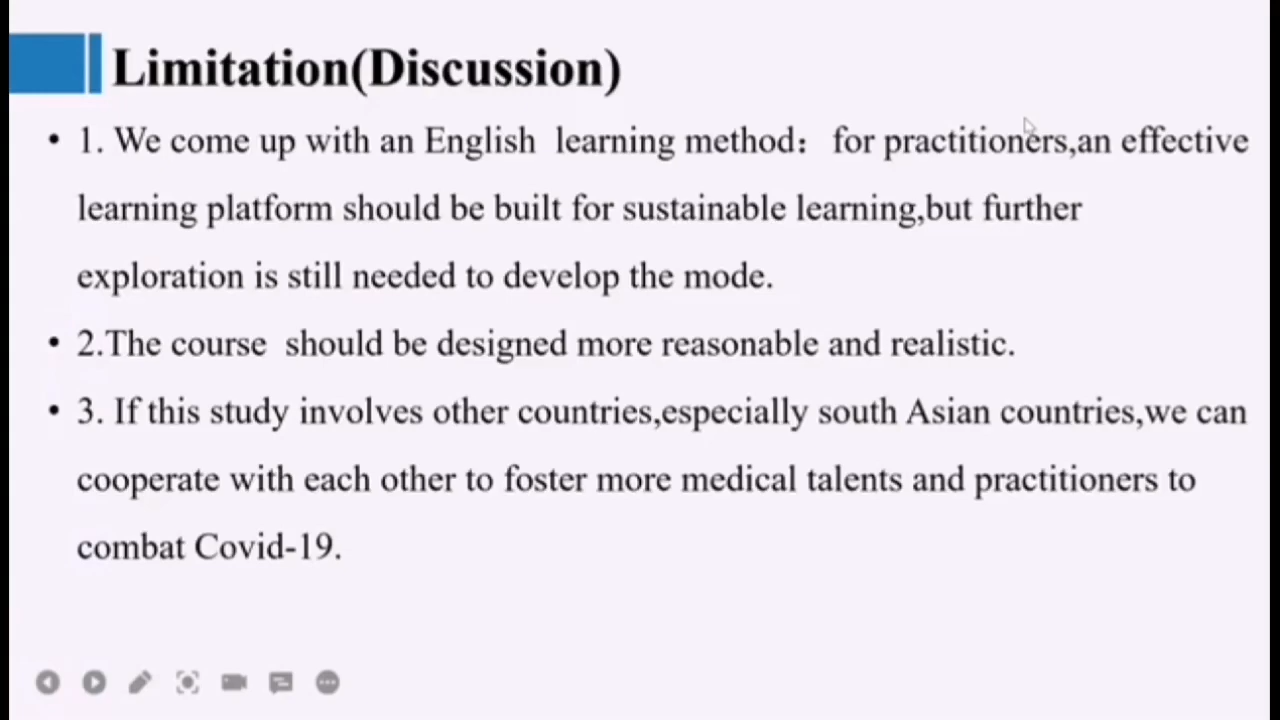 Limitation(Discussion)
• 1. We come up with an English learning method： for practitioners,an effective
learning platform should be built for sustainable learning,but further
exploration is still needed to develop the mode.
• 2.The course should be designed more reasonable and realistic.
• 3. If this study involves other countries,especially south Asian countries,we can
cooperate with each other to foster more medical talents and practitioners to
combat Covid-19.